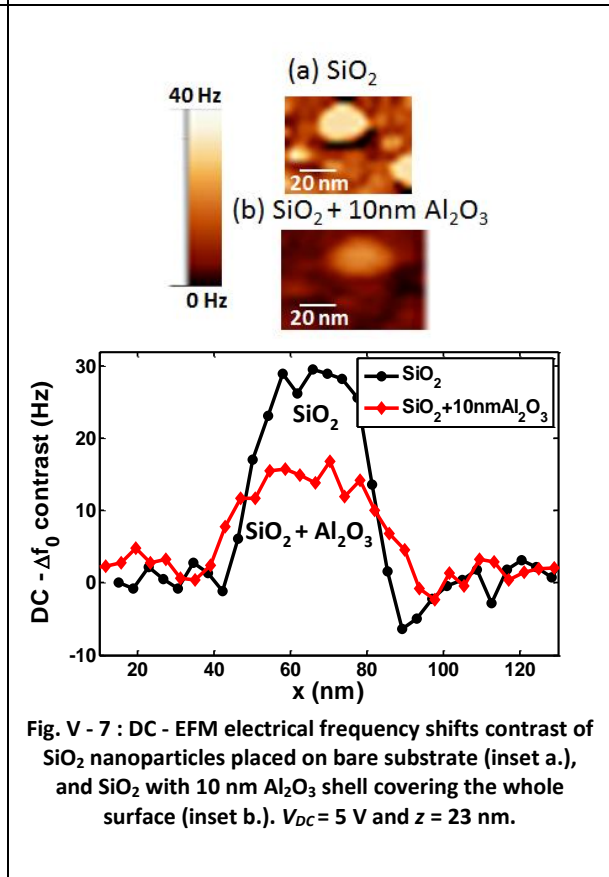 (a) SiO₂
40 Hz
20 nm
(b) SiO₂ + 10nm Al₂O₃
0 Hz
20 nm
30
20
10
0
-10
DC - Δf₀ contrast (Hz)
SiO₂
SiO₂+10nmAl₂O₃
SiO₂
SiO₂ + Al₂O₃
20 40 60 80 100 120
x (nm)
Fig. V - 7 : DC - EFM electrical frequency shifts contrast of
SiO₂ nanoparticles placed on bare substrate (inset a.),
and SiO₂ with 10 nm Al₂O₃ shell covering the whole
surface (inset b.). V_DC = 5 V and z = 23 nm.